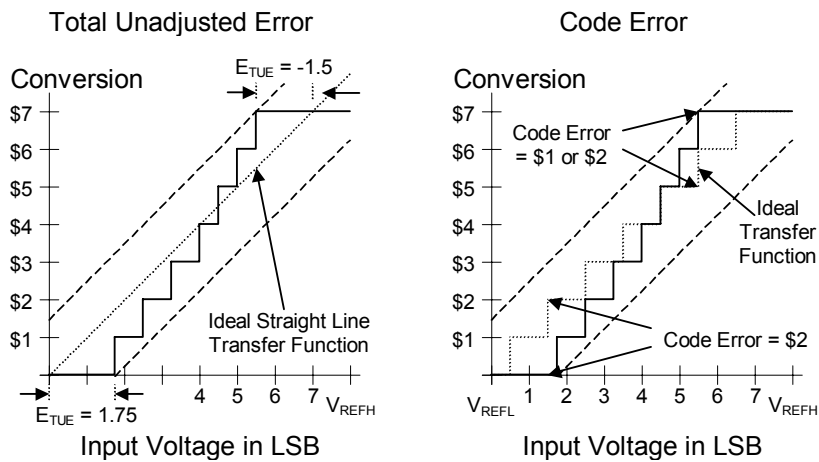 Total Unadjusted Error
E_TUE = -1.5
Conversion
$7
$6
$5
$4
$3
$2
$1
Ideal Straight Line
Transfer Function
4 5 6 7 V_REFH
E_TUE = 1.75
Input Voltage in LSB
Code Error
Conversion
$7
$6
$5
$4
$3
$2
$1
Code Error
= $1 or $2
Ideal
Transfer
Function
Code Error = $2
V_REFL 1 2 3 4 5 6 7 V_REFH
Input Voltage in LSB